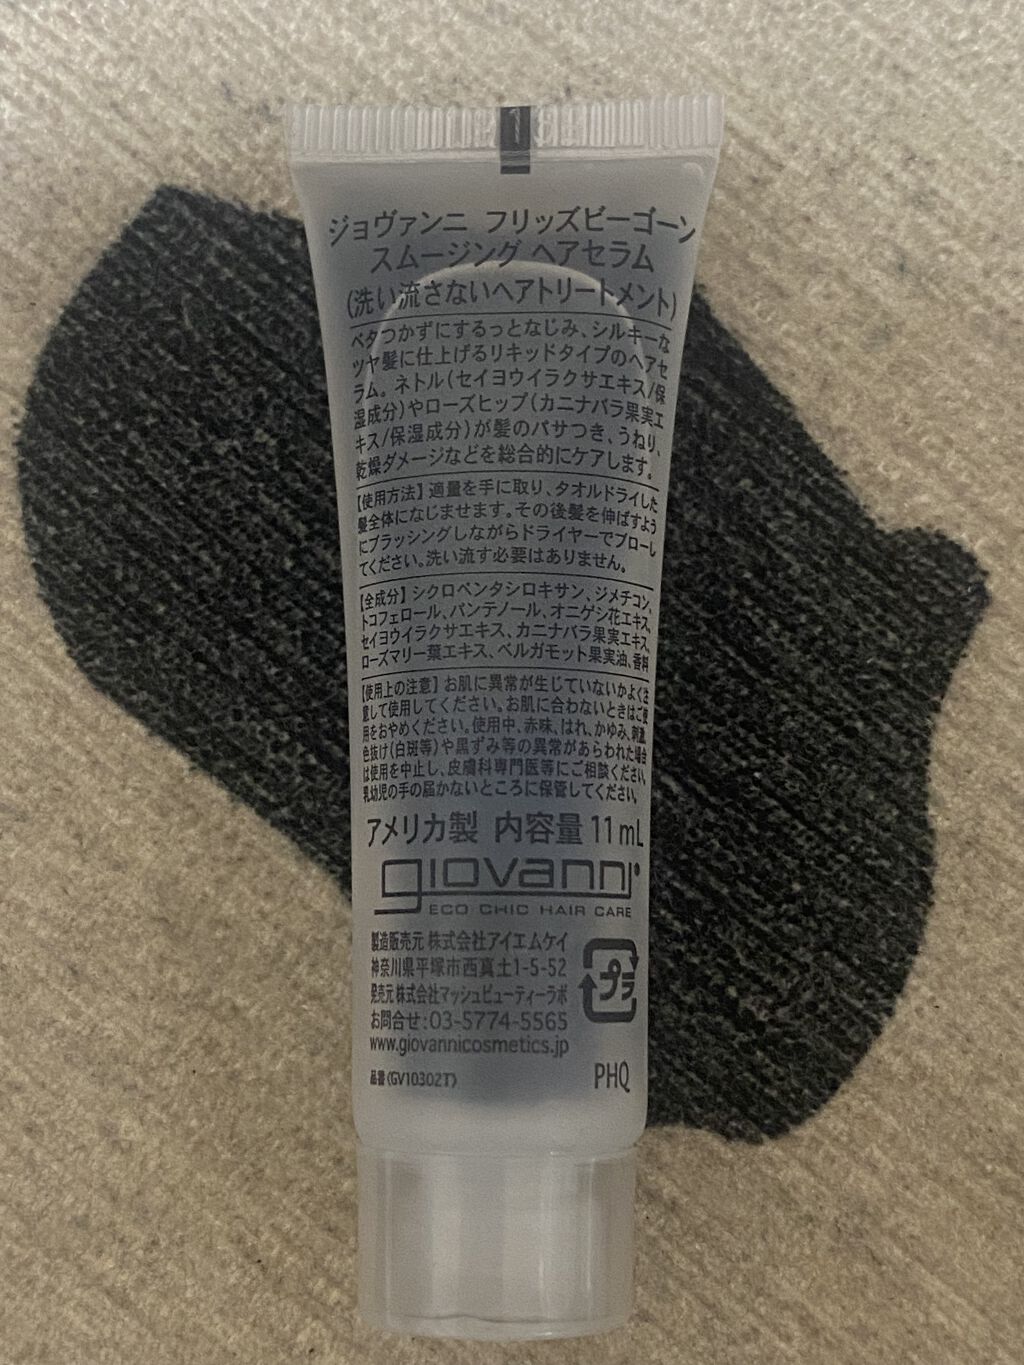 ジョヴァンニ フリッズビーゴーン
スムージング ヘアセラム
(洗い流さないヘアトリートメント)
ベタつかずにするっとなじみ、シルキーな
ツヤ髪に仕上げるリキッドタイプのヘアセ
ラム。ネトル(セイヨウイラクサエキス/保
湿成分)やローズヒップ(カニナバラ果実エ
キス/保湿成分)が髪のパサつき、うねり、
乾燥ダメージなどを総合的にケアします。
【使用方法】適量を手に取り、タオルドライした
髪全体になじませます。その後髪を伸ばすよう
にブラッシングしながらドライヤーでブローし
てください。洗い流す必要はありません。
【全成分】シクロペンタシロキサン、ジメチコン、
トコフェロール、パンテノール、オニゲシ花エキス、
セイヨウイラクサエキス、カニナバラ果実エキス、
ローズマリー葉エキス、ベルガモット果実油、香料
【使用上の注意】お肌に異常が生じていないかよく注
意して使用してください。お肌に合わないときはご使
用をおやめください。使用中、赤味、はれ、かゆみ、刺激、
色抜け(白斑等)や黒ずみ等の異常があらわれた場合
は使用を中止し、皮膚科専門医等にご相談ください。
乳幼児の手の届かないところに保管してください。
アメリカ製 内容量 11mL
giovanni
ECO CHIC HAIR CARE
製造販売元 株式会社アイエムケイ
神奈川県平塚市西真土1-5-52
発売元 株式会社マッシュビューティーラボ
お問合せ:03-5774-5565
www.giovannicosmetics.jp
プラ
品番(GV10302T)
PHQ